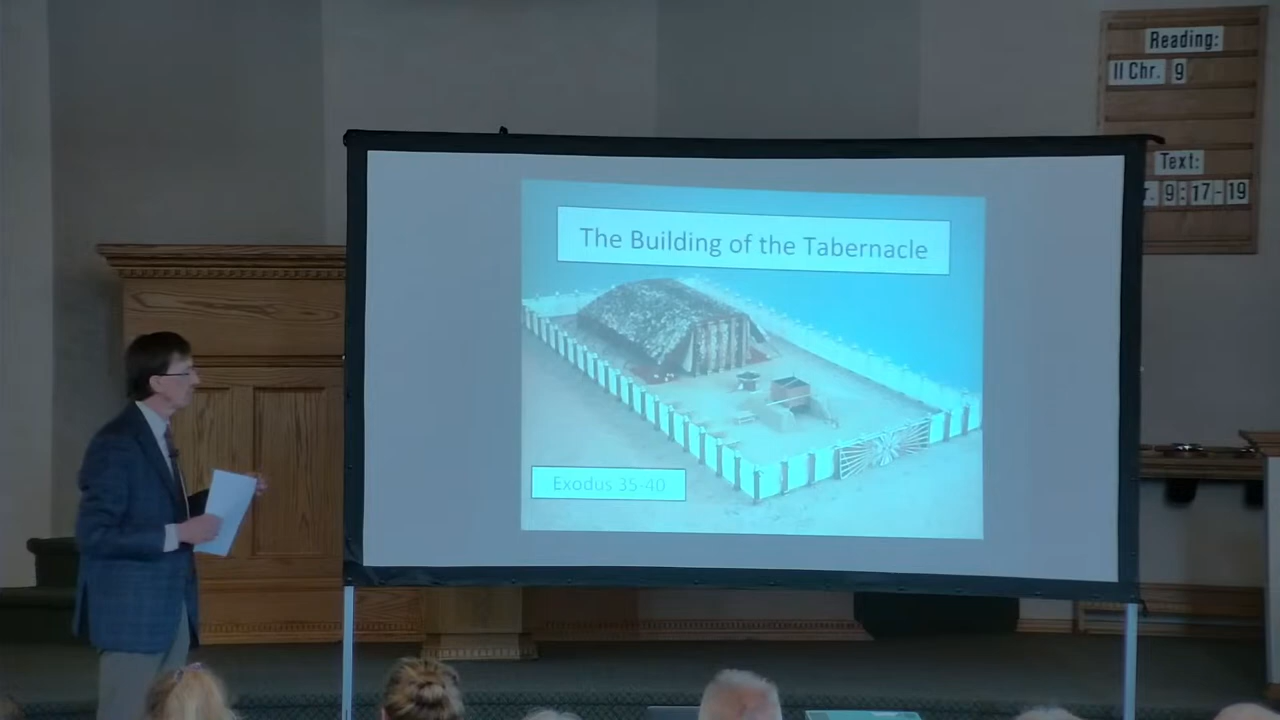 The Building of the Tabernacle
Exodus 35-40
Reading:
II Chr. 9
Text:
9:17-19